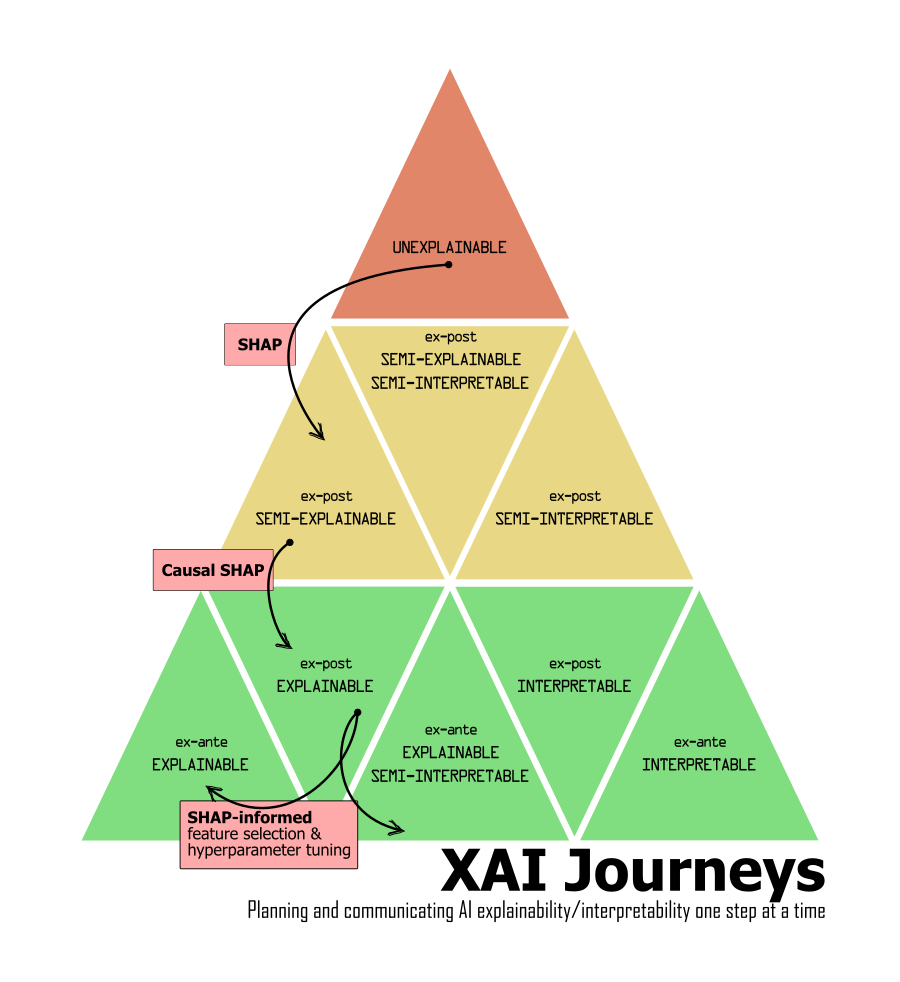 UNEXPLAINABLE
SHAP
ex-post
SEMI-EXPLAINABLE
SEMI-INTERPRETABLE
ex-post
SEMI-EXPLAINABLE
ex-post
SEMI-INTERPRETABLE
Causal SHAP
ex-post
EXPLAINABLE
ex-post
INTERPRETABLE
ex-ante
EXPLAINABLE
ex-ante
EXPLAINABLE
SEMI-INTERPRETABLE
ex-ante
INTERPRETABLE
SHAP-informed
feature selection &
hyperparameter tuning
XAI Journeys
Planning and communicating AI explainability/interpretability one step at a time